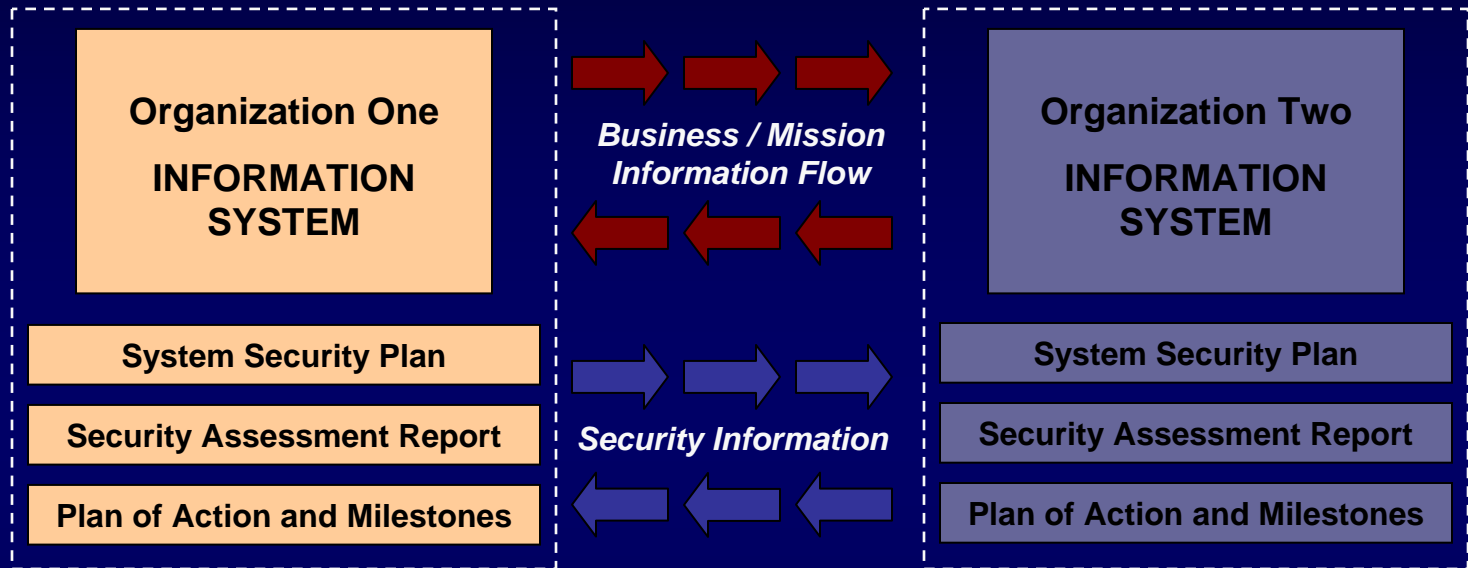 Organization One
INFORMATION
SYSTEM
System Security Plan
Security Assessment Report
Plan of Action and Milestones
Business / Mission
Information Flow
Security Information
Organization Two
INFORMATION
SYSTEM
System Security Plan
Security Assessment Report
Plan of Action and Milestones